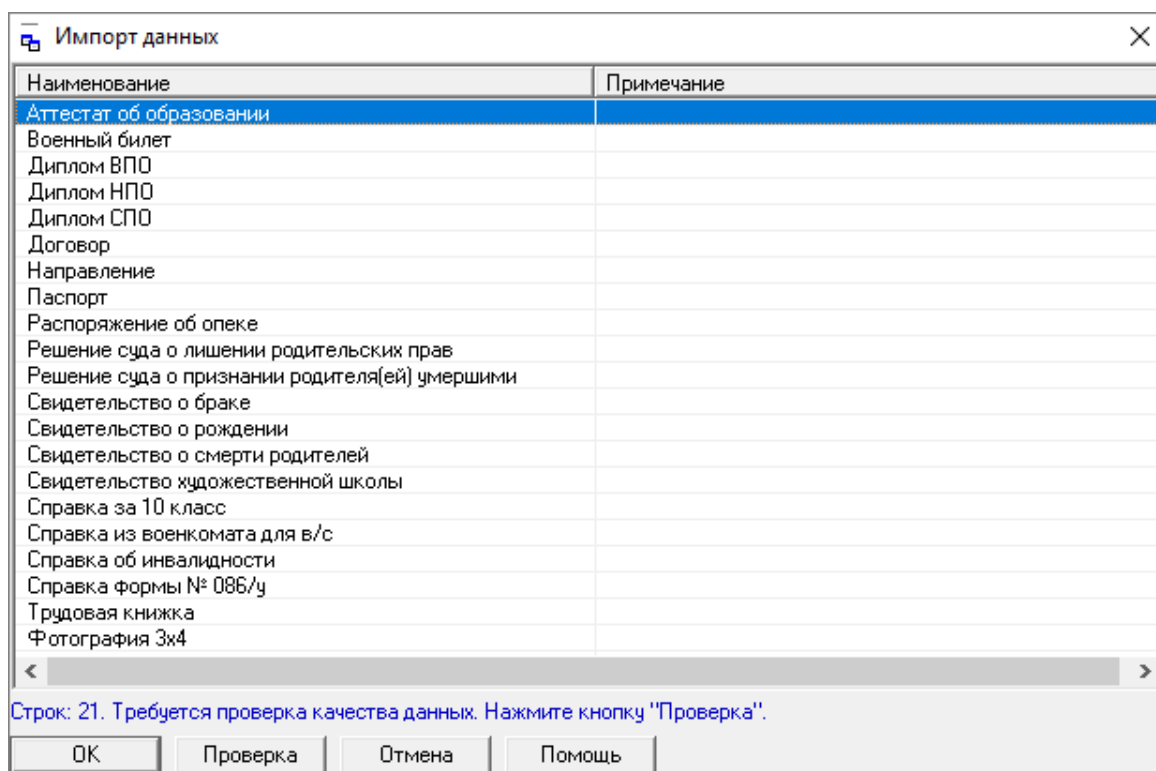 Импорт данных
Наименование Примечание
Аттестат об образовании
Военный билет
Диплом ВПО
Диплом НПО
Диплом СПО
Договор
Направление
Паспорт
Распоряжение об опеке
Решение суда о лишении родительских прав
Решение суда о признании родителя(ей) умершими
Свидетельство о браке
Свидетельство о рождении
Свидетельство о смерти родителей
Свидетельство художественной школы
Справка за 10 класс
Справка из военкомата для в/с
Справка об инвалидности
Справка формы № 086/у
Трудовая книжка
Фотография 3х4
Строк: 21. Требуется проверка качества данных. Нажмите кнопку "Проверка".
ОК Проверка Отмена Помощь